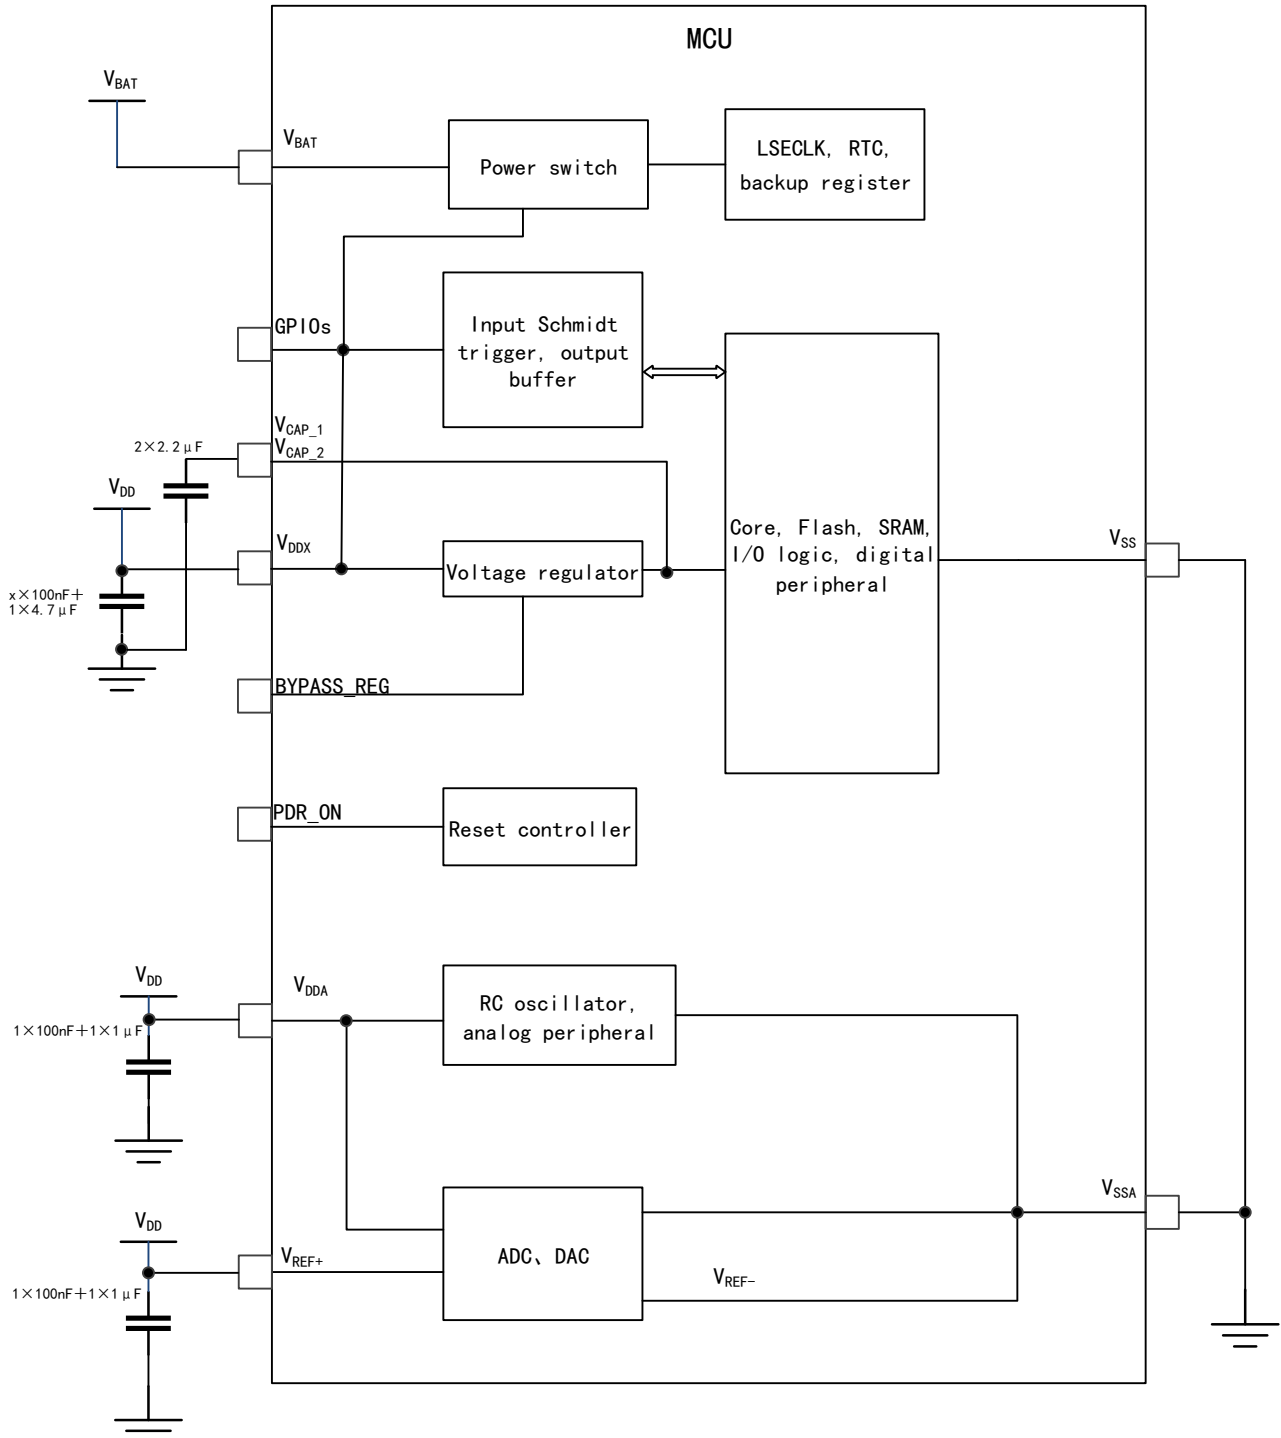 MCU
VBAT
VBAT
Power switch
LSECLK, RTC,
backup register
GPIOs
Input Schmidt
trigger, output
buffer
VCAP_1
VCAP_2
2×2.2μF
VDD
VDDX
Voltage regulator
Core, Flash, SRAM,
I/O logic, digital
peripheral
VSS
x×100nF+
1×4.7μF
BYPASS_REG
PDR_ON
Reset controller
VDD
VDDA
1×100nF+1×1μF
RC oscillator,
analog peripheral
VSSA
VDD
VREF+
ADC、DAC
VREF-
1×100nF+1×1μF